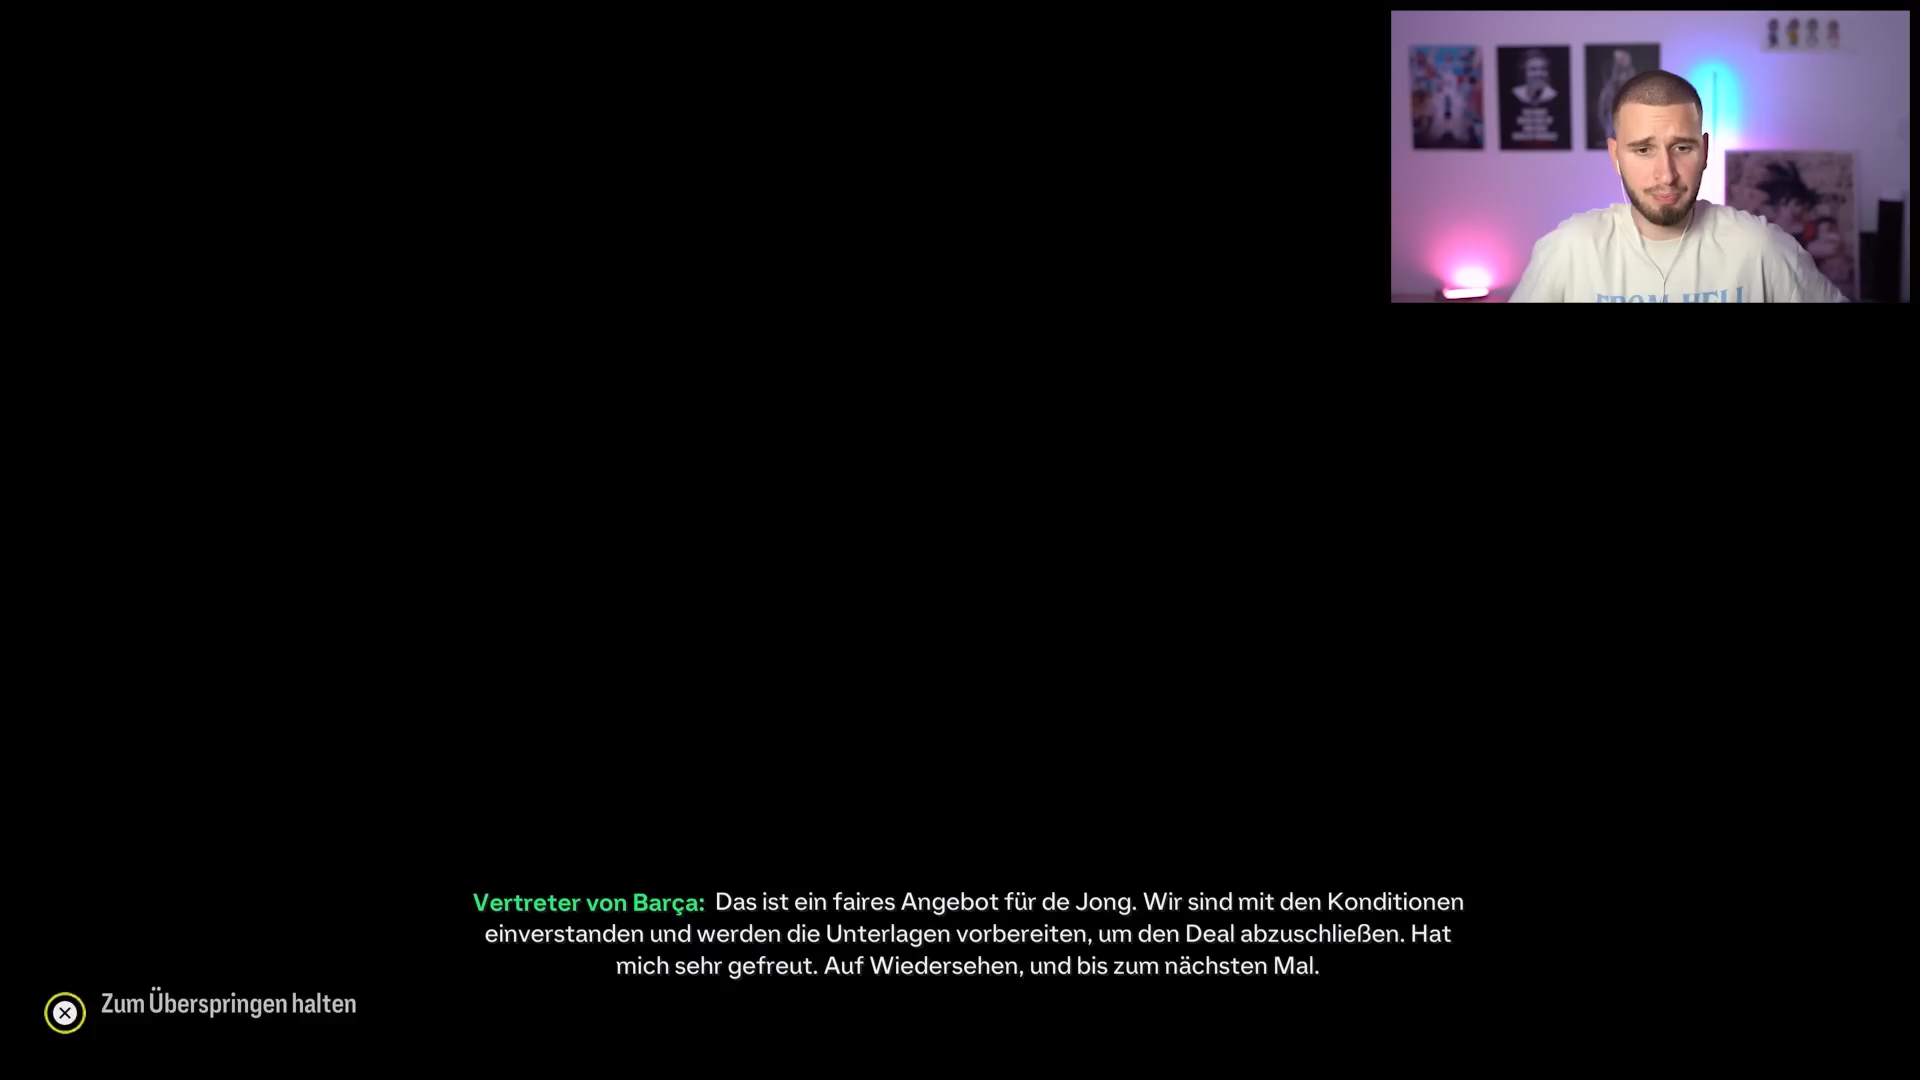 FROM HELL
Vertreter von Barça: Das ist ein faires Angebot für de Jong. Wir sind mit den Konditionen
einverstanden und werden die Unterlagen vorbereiten, um den Deal abzuschließen. Hat
mich sehr gefreut. Auf Wiedersehen, und bis zum nächsten Mal.
Zum Überspringen halten